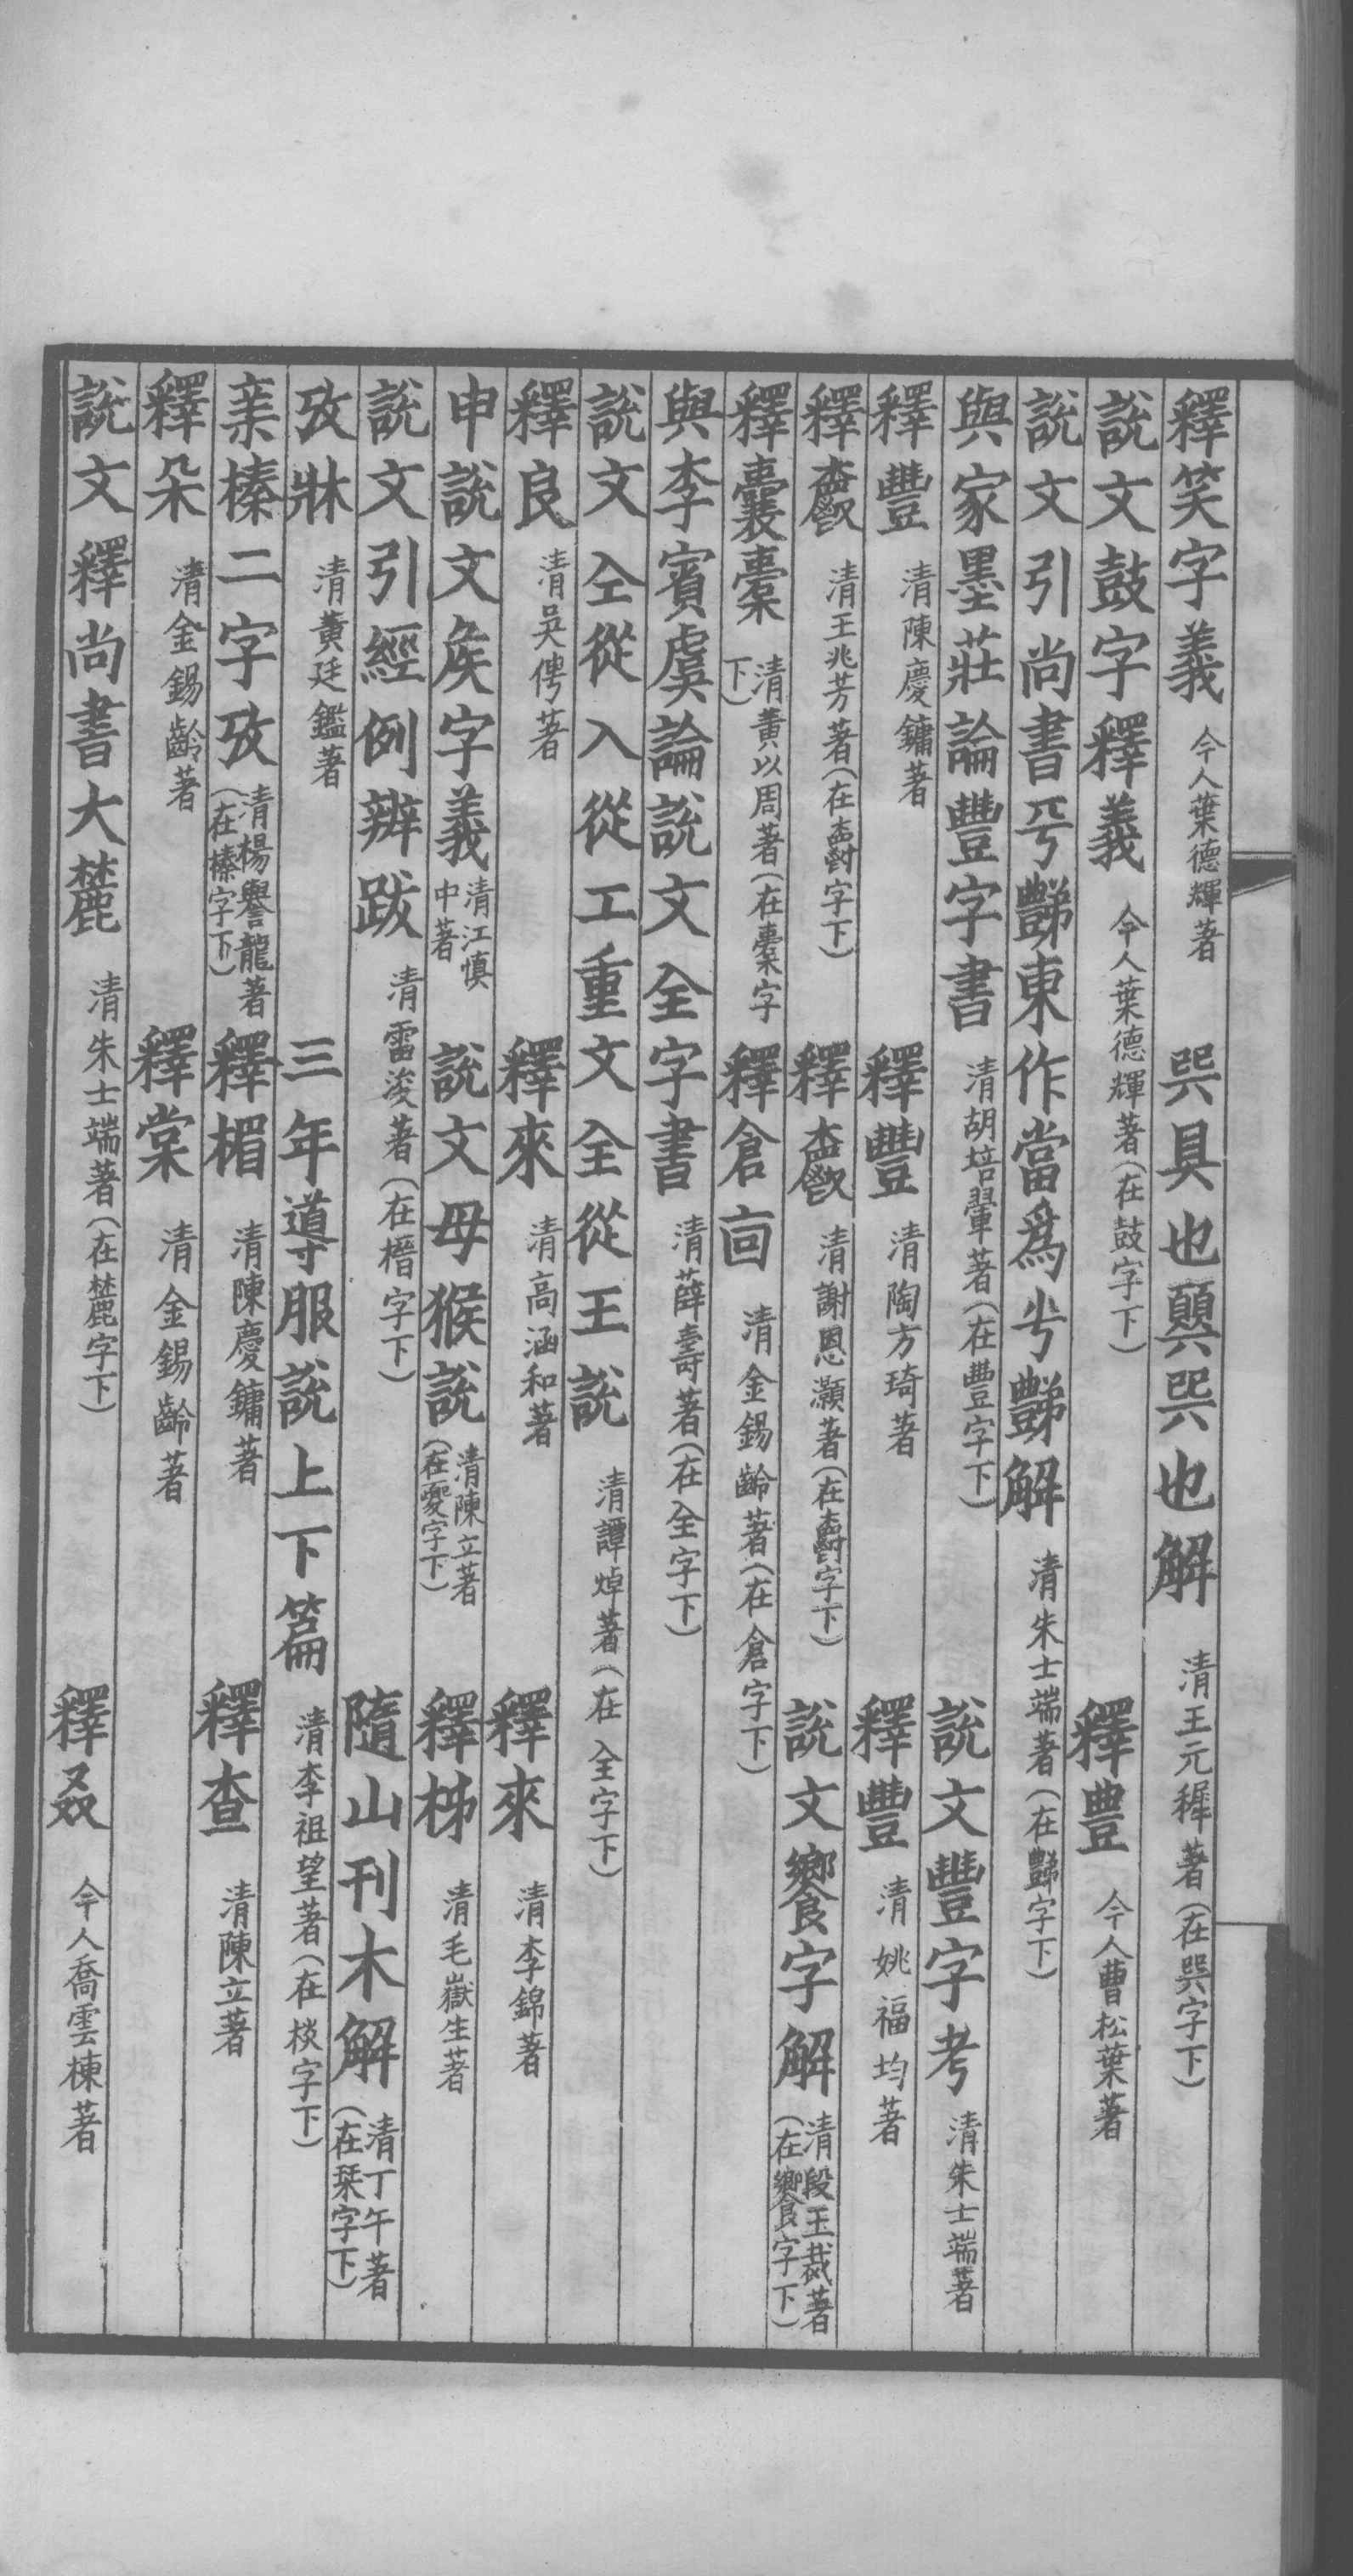 釋笑字義 今人葉德輝著 巺具也顨巺也解 清王元穉著(在巺字下)
說文鼓字釋義 今人葉德輝著(在鼓字下) 釋豊 今人曹松葉著
說文引尚書平豒東作當爲豒解 清朱士端著(在豒字下)
與家墨莊論豐字書 清胡培翬著(在豐字下) 說文豐字考 清朱士端著
釋豐 清陳慶鏞著 釋豐 清陶方琦著 釋豐 清姚福均著
釋 清王兆芳著(在鬱字下) 釋 清謝恩灝著(在鬱字下) 說文饗字解 清段玉裁著(在饗字下)
釋囊橐 清黃以周著(在橐字下) 釋倉㐭 清金錫齡著(在倉字下)
與李賓虞論說文全字書 清薛壽著(在全字下)
說文仝從入從工重文全從王說 清譚焯著(在仝字下)
釋良 清吳俜著 釋來 清高涵和著 釋來 清李錦著
申說文矦字義 清江慎中著 說文母猴說 清陳立著(在夒字下) 釋柹 清毛嶽生著
說文引經例辨跋 清雷浚著(在榗字下) 隨山刊木解 清丁午著(在栞字下)
攷牀 清黃廷鑑著 三年導服說上下篇 清李祖望著(在棪字下)
亲榛二字攷 清楊譽龍著(在榛字下) 釋楣 清陳慶鏞著 釋查 清陳立著
釋朵 清金錫齡著 釋棠 清金錫齡著
說文釋尚書大麓 清朱士端著(在麓字下) 釋叒 今人喬雲棟著